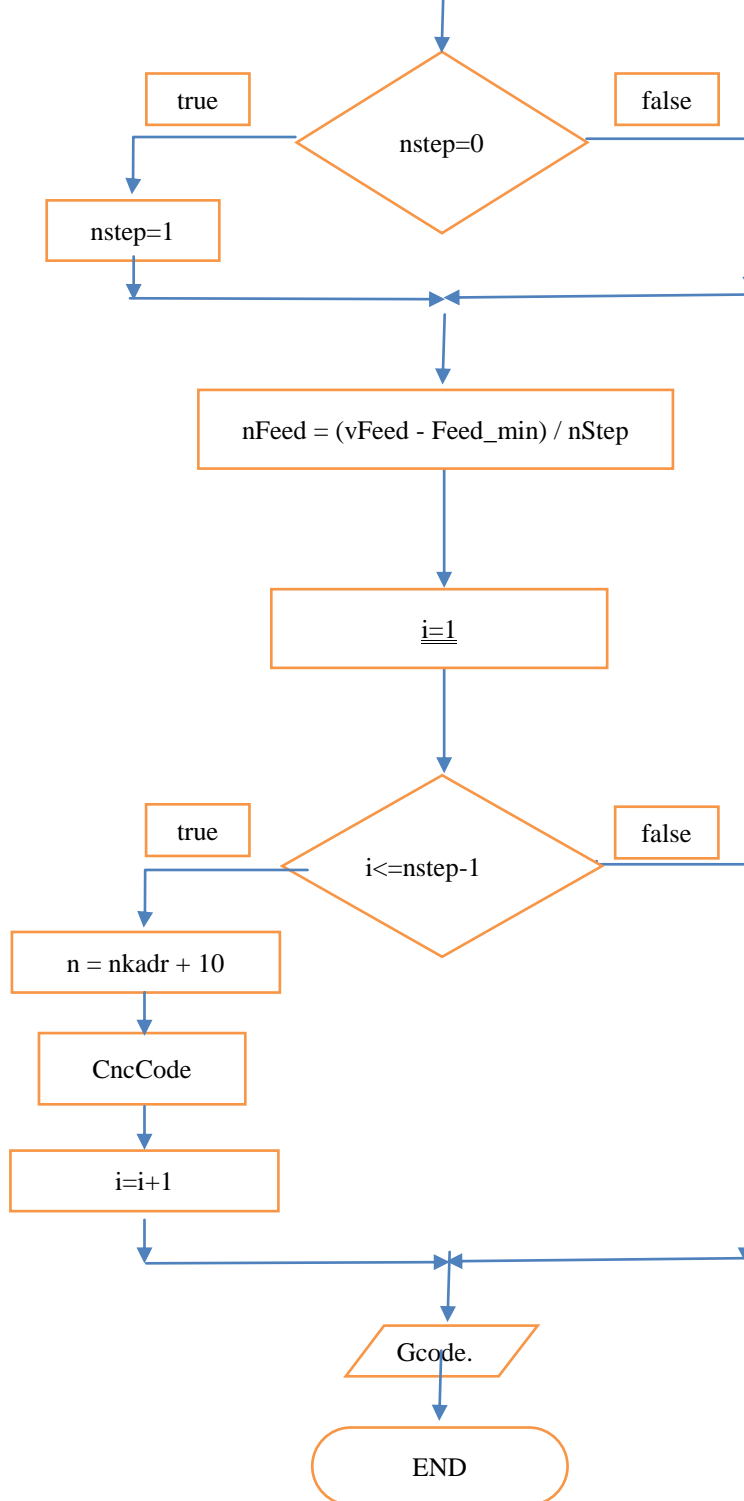 true
false
nstep=0
nstep=1
nFeed = (vFeed - Feed_min) / nStep
i=1
true
false
i<=nstep-1
n = nkadr + 10
CncCode
i=i+1
Gcode.
END